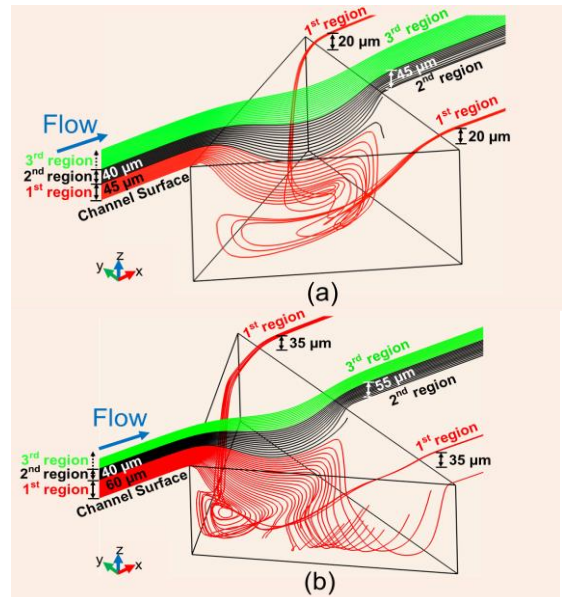 1st region
20 µm
3rd region
45 µm
2nd region
Flow
1st region
20 µm
3rd region
2nd region
40 µm
1st region
45 µm
Channel Surface
z
y
x
(a)
1st region
35 µm
3rd region
55 µm
2nd region
Flow
1st region
35 µm
3rd region
2nd region
40 µm
1st region
60 µm
Channel Surface
z
y
x
(b)